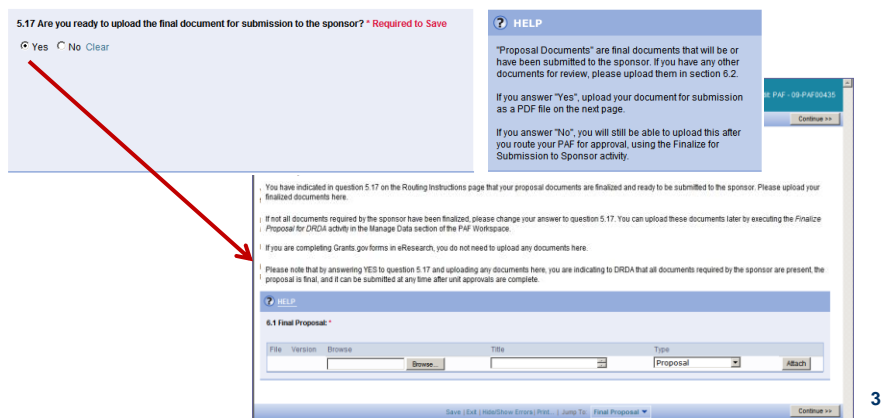 5.17 Are you ready to upload the final document for submission to the sponsor? * Required to Save
Yes No Clear
HELP
"Proposal Documents" are final documents that will be or
have been submitted to the sponsor. If you have any other
documents for review, please upload them in section 6.2.
If you answer "Yes", upload your document for submission
as a PDF file on the next page.
If you answer "No", you will still be able to upload this after
you route your PAF for approval, using the Finalize for
Submission to Sponsor activity.
PAF - 09-PAF00435
Continue >>
You have indicated in question 5.17 on the Routing Instructions page that your proposal documents are finalized and ready to be submitted to the sponsor. Please upload your
finalized documents here.
If not all documents required by the sponsor have been finalized, please change your answer to question 5.17. You can upload these documents later by executing the Finalize
Proposal for DRDA activity in the Manage Data section of the PAF Workspace.
If you are completing Grants.gov forms in eResearch, you do not need to upload any documents here.
Please note that by answering YES to question 5.17 and uploading any documents here, you are indicating to DRDA that all documents required by the sponsor are present, the
proposal is final, and it can be submitted at any time after unit approvals are complete.
HELP
6.1 Final Proposal: *
File Version Browse Title Type
Browse... Proposal Attach
Save | Exit | Hide/Show Errors | Print... | Jump To: Final Proposal Continue >>
3